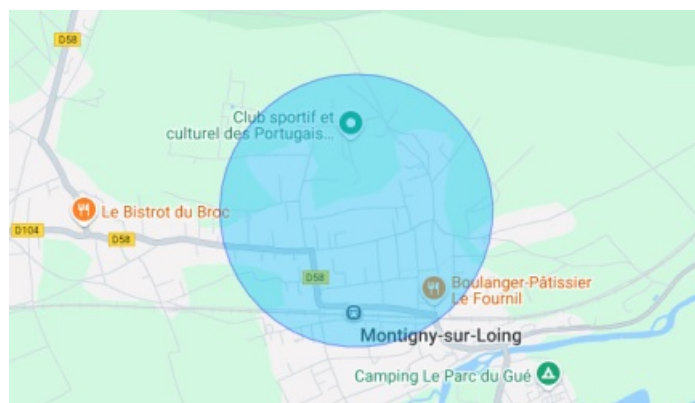 D58
Club sportif et
culturel des Portugais...
Le Bistrot du Broc
D104
D58
D58
Boulanger-Pâtissier
Le Fournil
Montigny-sur-Loing
Camping Le Parc du Gué